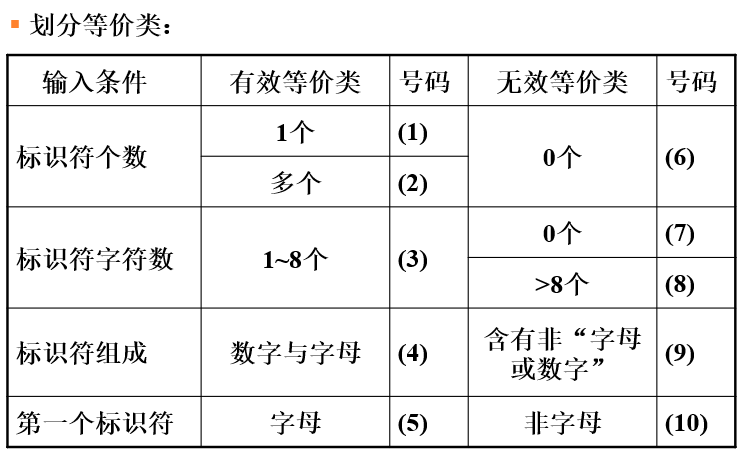 划分等价类：
输入条件 有效等价类 号码 无效等价类 号码
标识符个数 1个 (1) 0个 (6)
多个 (2)
标识符字符数 1~8个 (3) 0个 (7)
>8个 (8)
标识符组成 数字与字母 (4) 含有非“字母
或数字” (9)
第一个标识符 字母 (5) 非字母 (10)